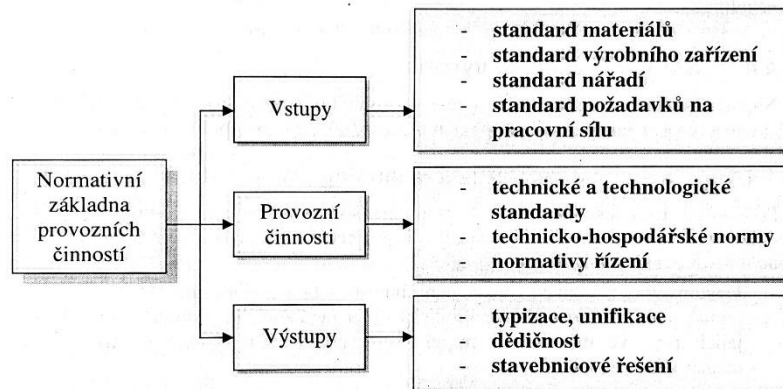 Normativní
základna
provozních
činností
Vstupy
- standard materiálů
- standard výrobního zařízení
- standard nářadí
- standard požadavků na
pracovní sílu
Provozní
činnosti
- technické a technologické
standardy
- technicko-hospodářské normy
- normativy řízení
Výstupy
typizace, unifikace
dědičnost
- stavebnicové řešení